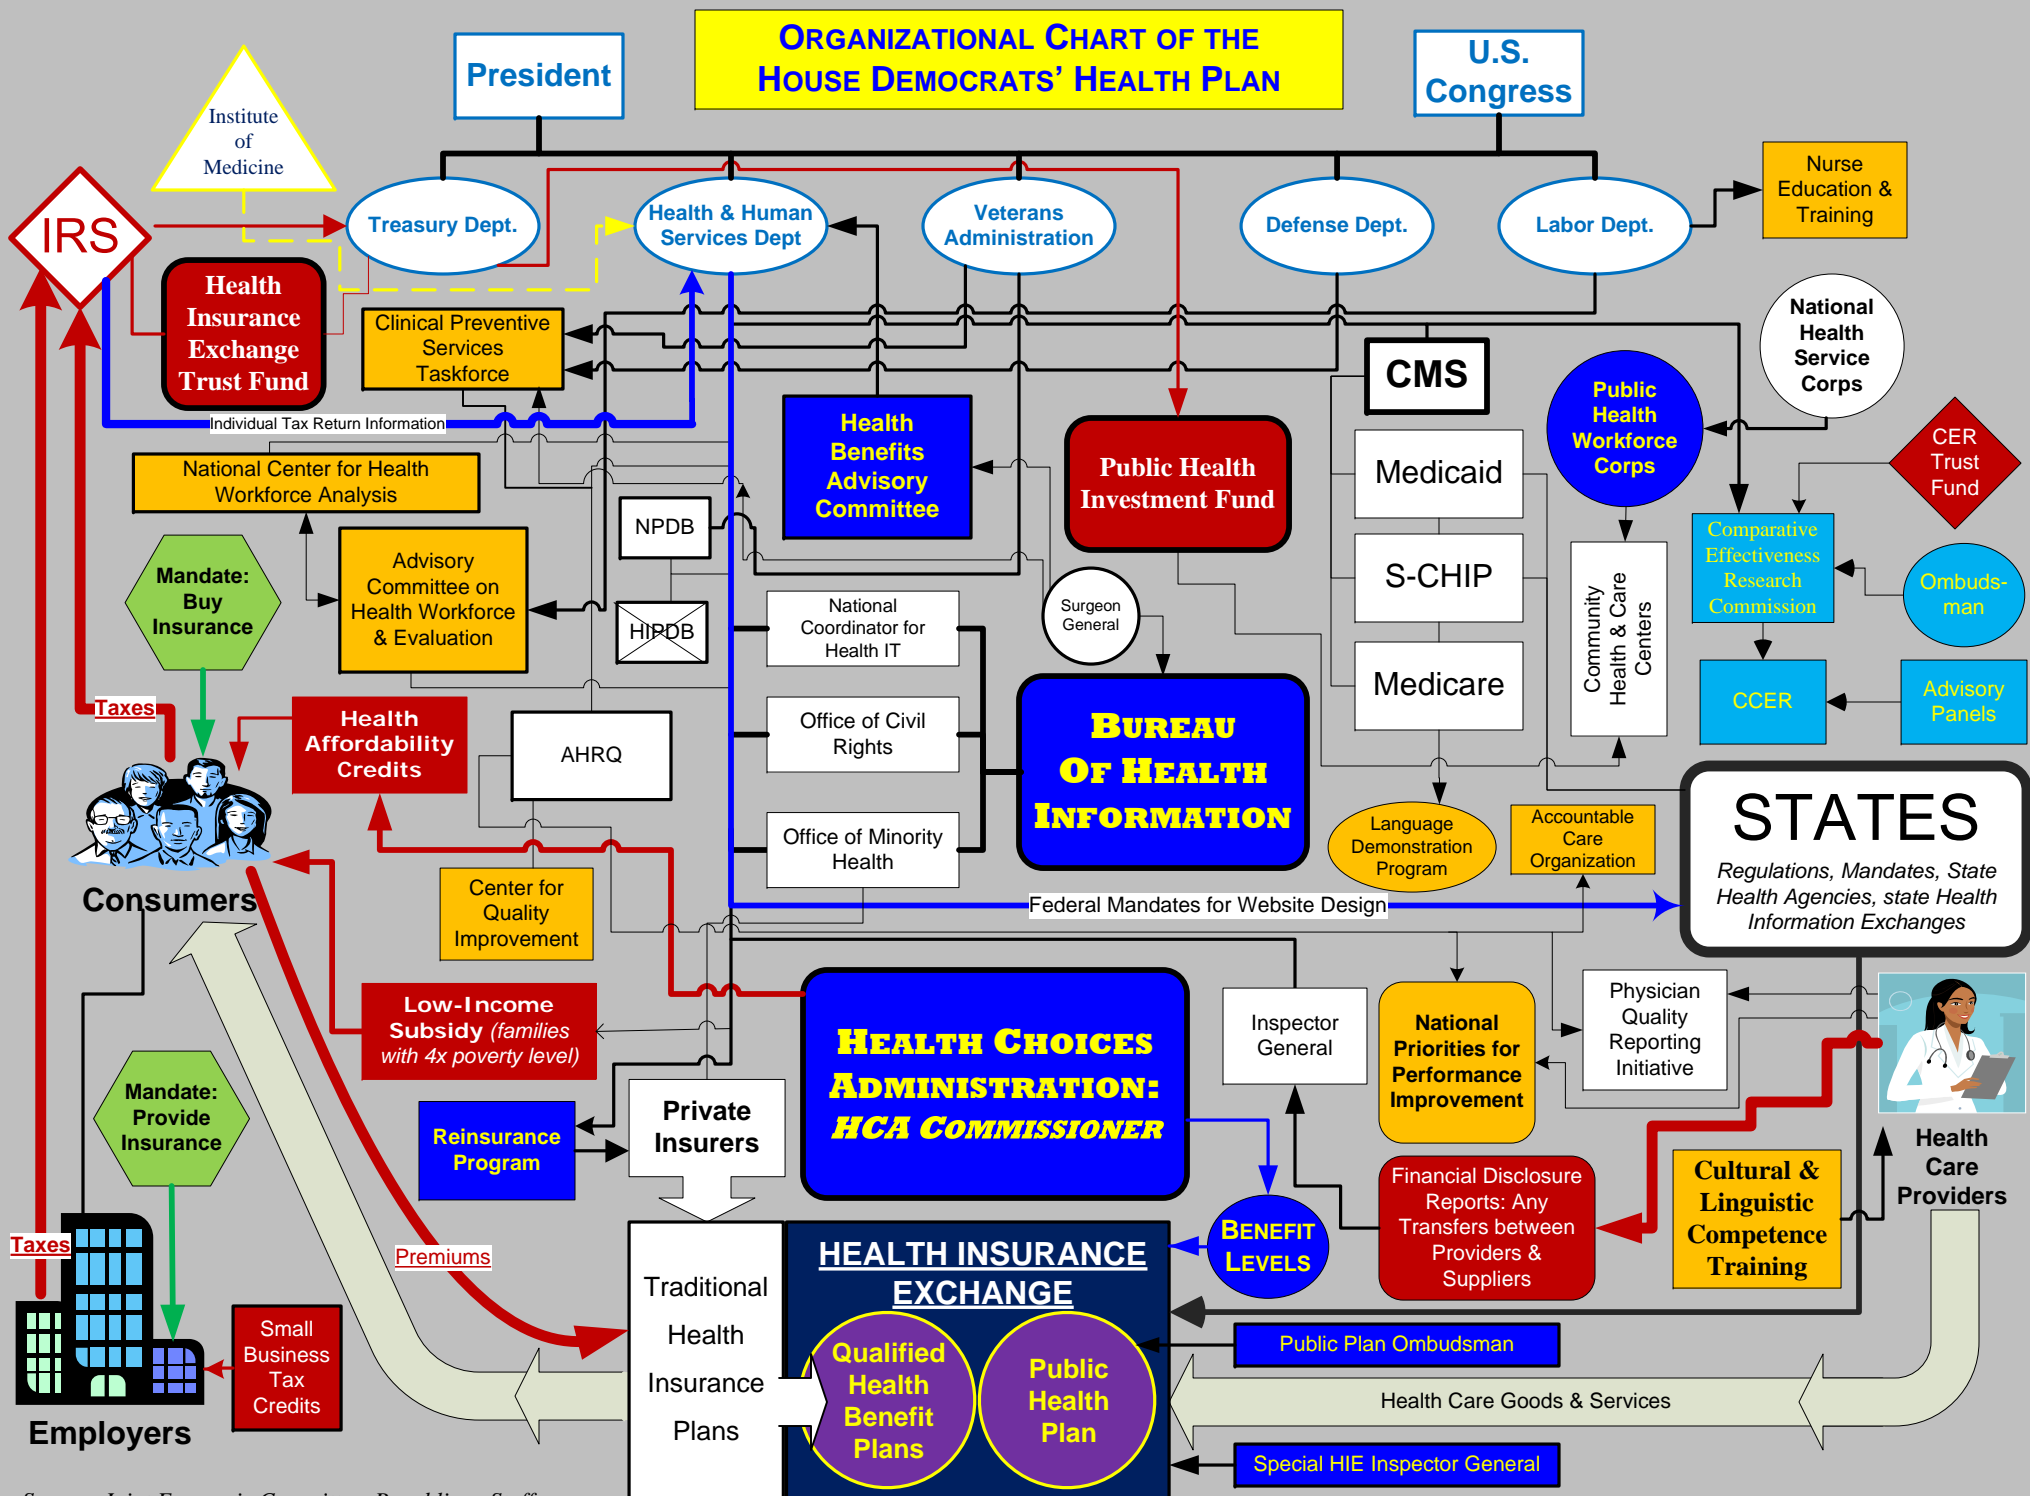 ORGANIZATIONAL CHART OF THE
HOUSE DEMOCRATS' HEALTH PLAN
President
U.S.
Congress
Institute
of
Medicine
IRS
Treasury Dept.
Health & Human
Services Dept
Veterans
Administration
Defense Dept.
Labor Dept.
Nurse
Education &
Training
Health
Insurance
Exchange
Trust Fund
Clinical Preventive
Services
Taskforce
CMS
National
Health
Service
Corps
Public
Health
Workforce
Corps
CER
Trust
Fund
Individual Tax Return Information
Health
Benefits
Advisory
Committee
Public Health
Investment Fund
Medicaid
S-CHIP
Medicare
National Center for Health
Workforce Analysis
NPDB
HIPDB
Advisory
Committee on
Health Workforce
& Evaluation
Mandate:
Buy
Insurance
National
Coordinator for
Health IT
Surgeon
General
Community
Health & Care
Centers
Comparative
Effectiveness
Research
Commission
Ombuds-
man
CCER
Advisory
Panels
Taxes
Health
Affordability
Credits
AHRQ
Office of Civil
Rights
BUREAU
OF HEALTH
INFORMATION
Office of Minority
Health
Language
Demonstration
Program
Accountable
Care
Organization
STATES
Regulations, Mandates, State
Health Agencies, state Health
Information Exchanges
Consumers
Center for
Quality
Improvement
Federal Mandates for Website Design
Low-Income
Subsidy (families
with 4x poverty level)
HEALTH CHOICES
ADMINISTRATION:
HCA COMMISSIONER
Inspector
General
National
Priorities for
Performance
Improvement
Physician
Quality
Reporting
Initiative
Health
Care
Providers
Mandate:
Provide
Insurance
Reinsurance
Program
Private
Insurers
Financial Disclosure
Reports: Any
Transfers between
Providers &
Suppliers
Cultural &
Linguistic
Competence
Training
BENEFIT
LEVELS
Taxes
Premiums
Traditional
Health
Insurance
Plans
HEALTH INSURANCE
EXCHANGE
Qualified
Health
Benefit
Plans
Public
Health
Plan
Public Plan Ombudsman
Health Care Goods & Services
Special HIE Inspector General
Small
Business
Tax
Credits
Employers